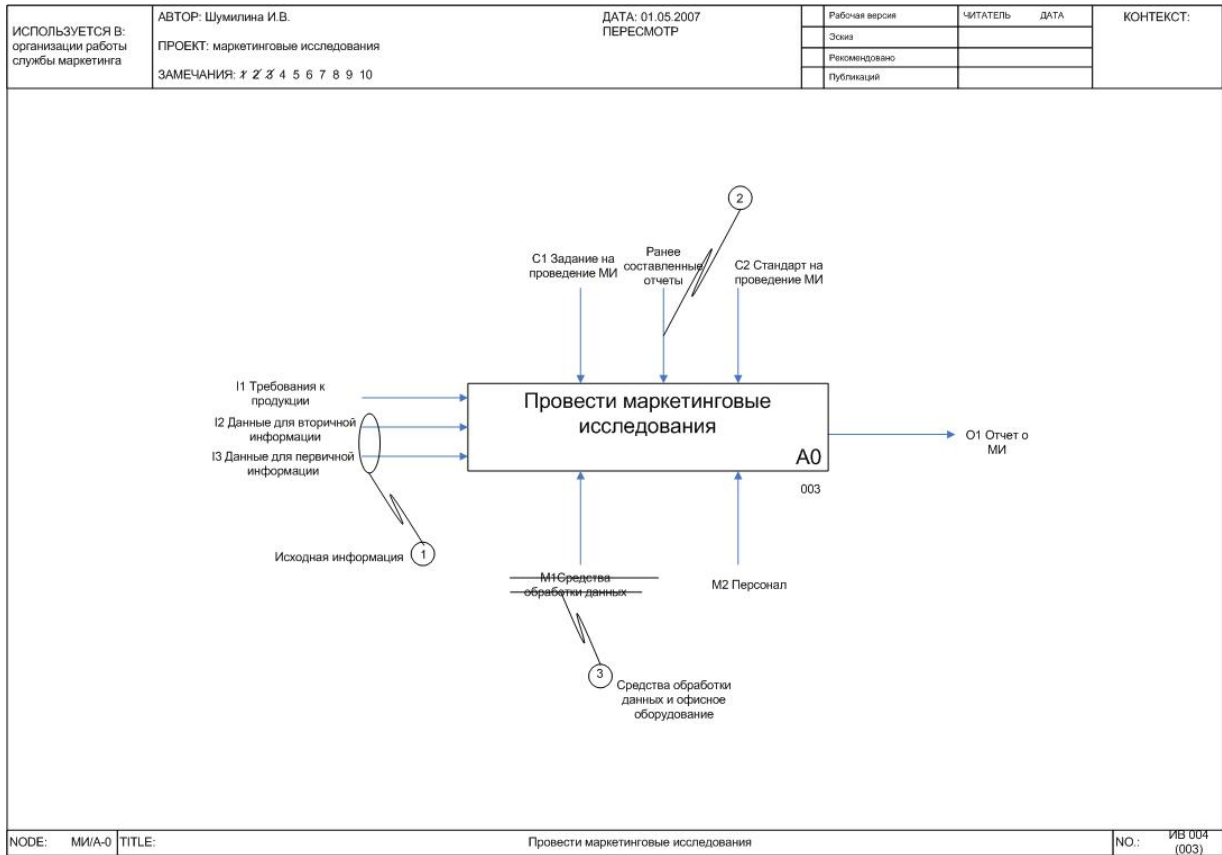 ИСПОЛЬЗУЕТСЯ В:
организации работы
службы маркетинга
АВТОР: Шумилина И.В.
ПРОЕКТ: маркетинговые исследования
ЗАМЕЧАНИЯ: 1 2 3 4 5 6 7 8 9 10
ДАТА: 01.05.2007
ПЕРЕСМОТР
Рабочая версия
Эскиз
Рекомендовано
Публикаций
ЧИТАТЕЛЬ ДАТА
КОНТЕКСТ:
2
С1 Задание на
проведение МИ
Ранее
составленные
отчеты
С2 Стандарт на
проведение МИ
I1 Требования к
продукции
I2 Данные для вторичной
информации
I3 Данные для первичной
информации
Провести маркетинговые
исследования
А0
003
О1 Отчет о
МИ
Исходная информация 1
М1Средства
обработки данных
М2 Персонал
3
Средства обработки
данных и офисное
оборудование
NODE: МИ/А-0
TITLE: Провести маркетинговые исследования
NO.: ИВ 004
(003)